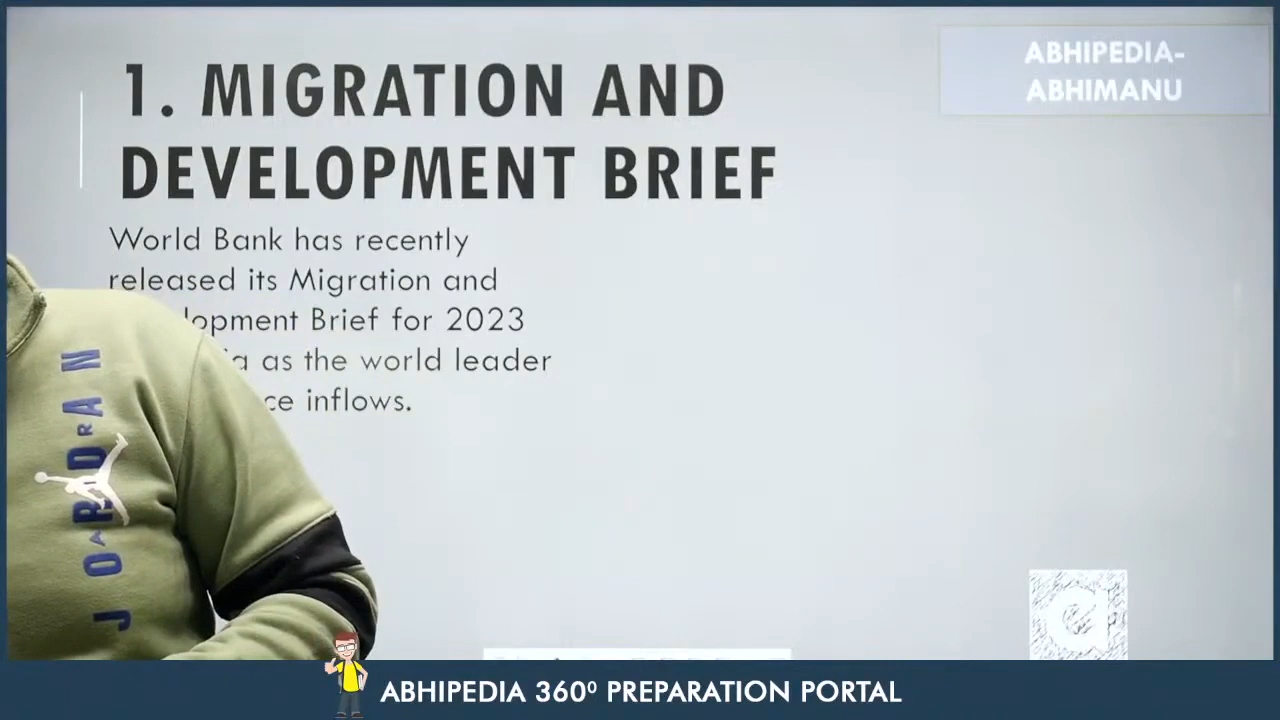 1. MIGRATION AND
DEVELOPMENT BRIEF
ABHIPEDIA-
ABHIMANU
World Bank has recently
released its Migration and
lopment Brief for 2023
as the world leader
inflows.
JORDAN
ABHIPEDIA 360⁰ PREPARATION PORTAL